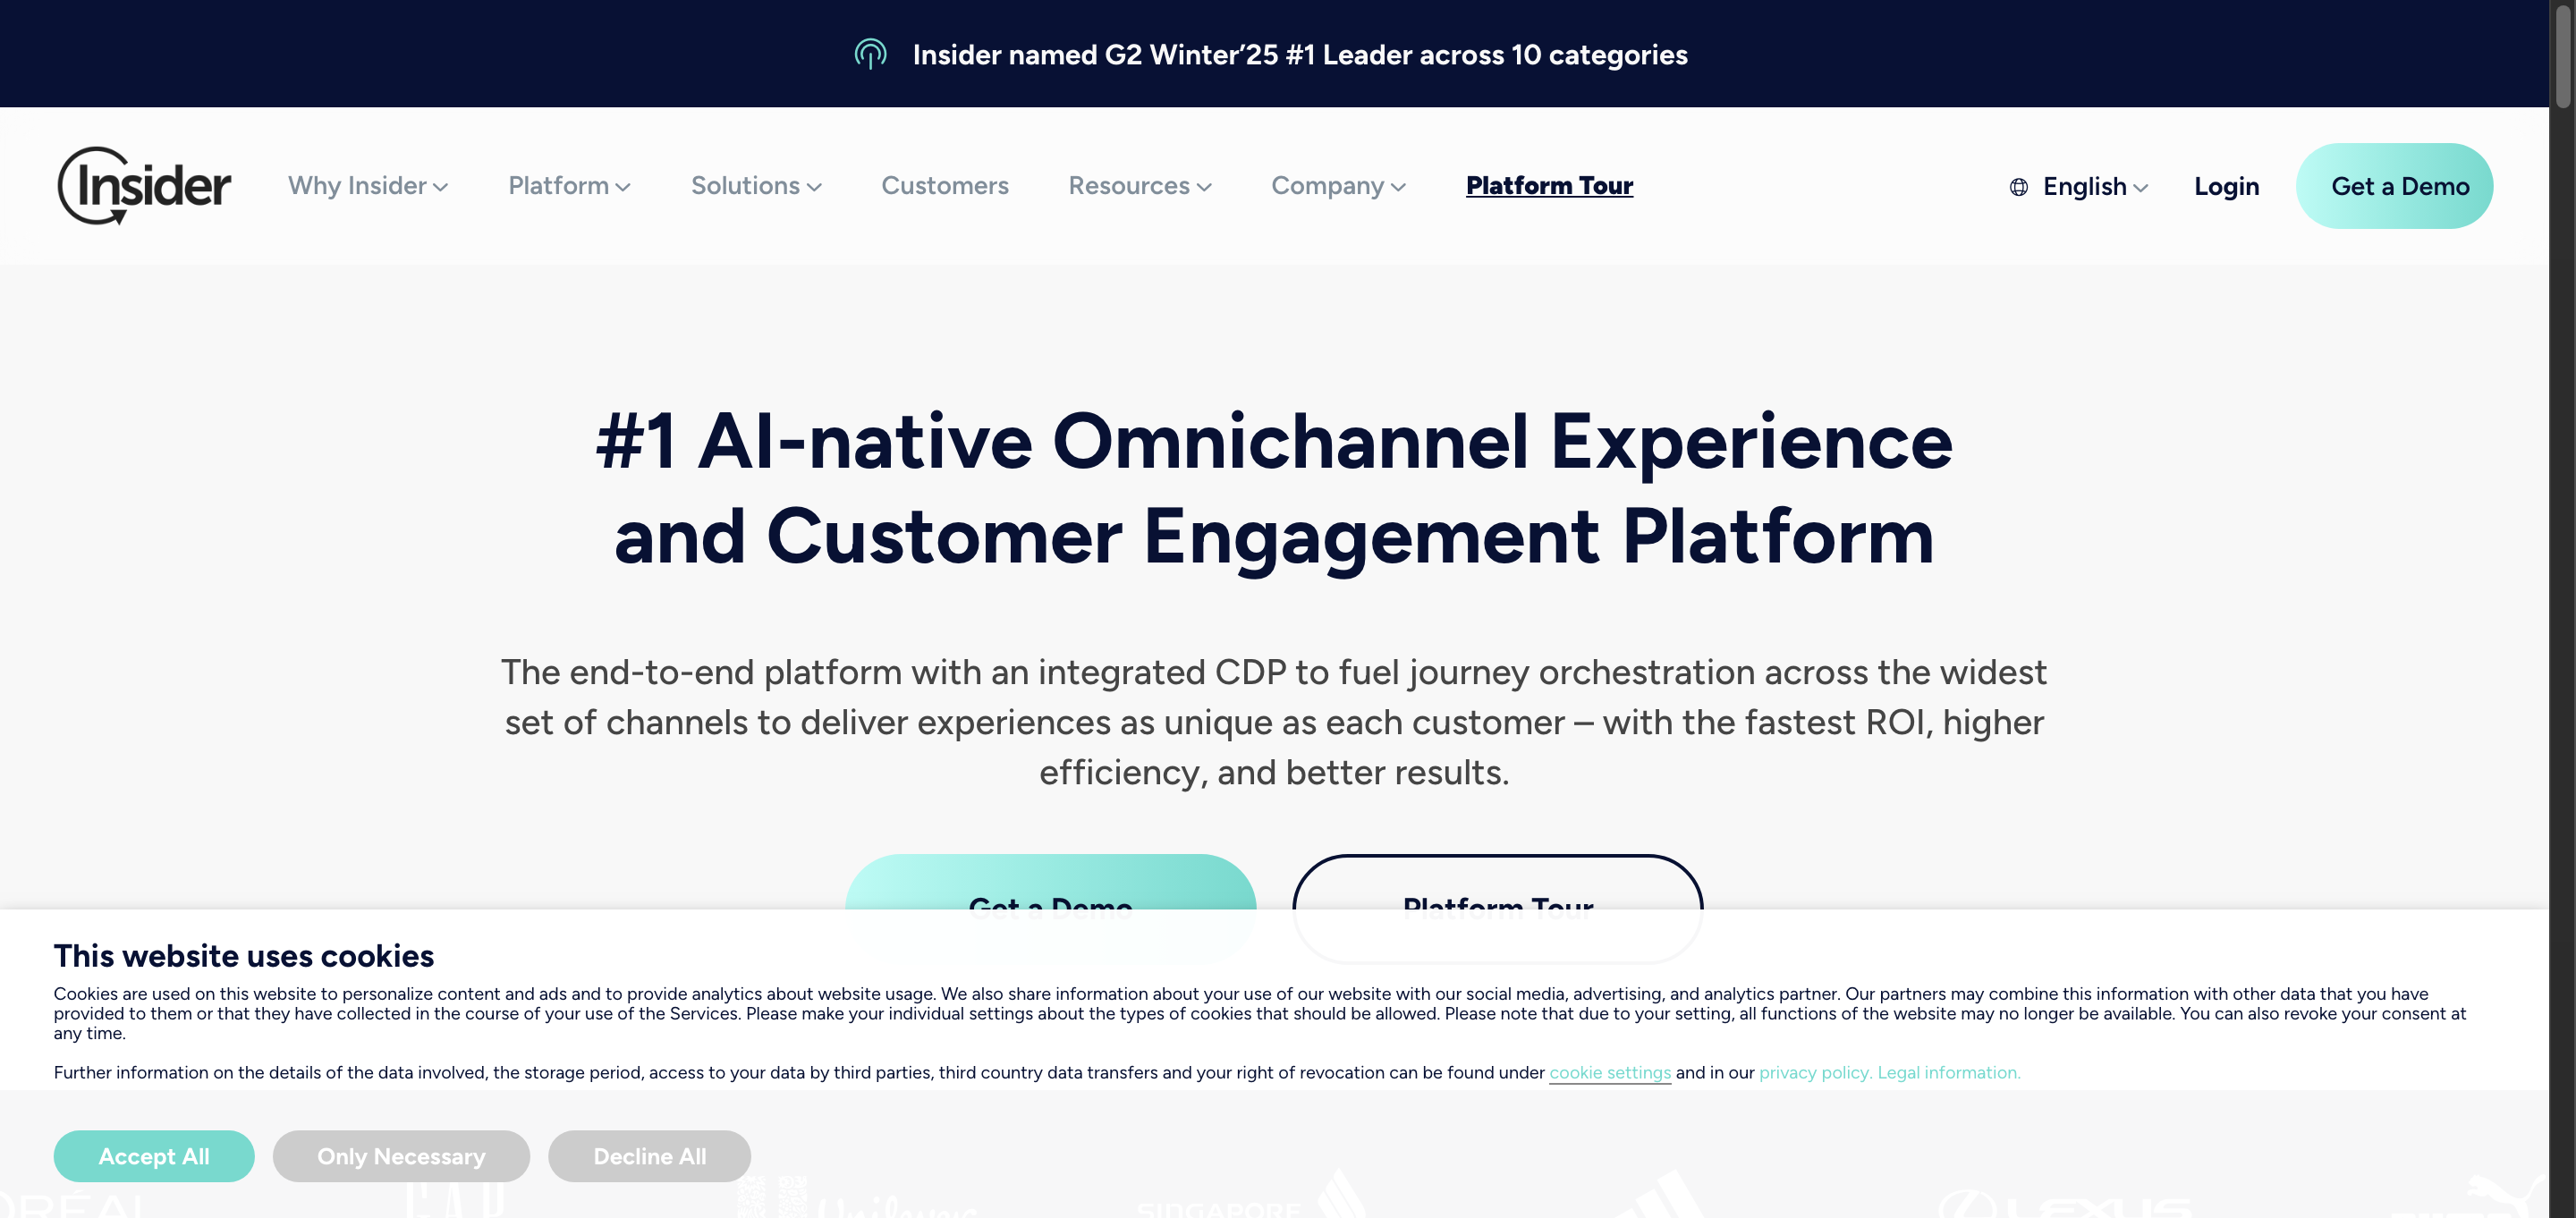 Insider named G2 Winter’25 #1 Leader across 10 categories
Insider
Why Insider
Platform
Solutions
Customers
Resources
Company
Platform Tour
English
Login
Get a Demo
#1 AI-native Omnichannel Experience
and Customer Engagement Platform
The end-to-end platform with an integrated CDP to fuel journey orchestration across the widest
set of channels to deliver experiences as unique as each customer – with the fastest ROI, higher
efficiency, and better results.
Get a Demo
Platform Tour
This website uses cookies
Cookies are used on this website to personalize content and ads and to provide analytics about website usage. We also share information about your use of our website with our social media, advertising, and analytics partner. Our partners may combine this information with other data that you have
provided to them or that they have collected in the course of your use of the Services. Please make your individual settings about the types of cookies that should be allowed. Please note that due to your setting, all functions of the website may no longer be available. You can also revoke your consent at
any time.
Further information on the details of the data involved, the storage period, access to your data by third parties, third country data transfers and your right of revocation can be found under cookie settings and in our privacy policy. Legal information.
Accept All
Only Necessary
Decline All
SINGAPORE
LEXUS